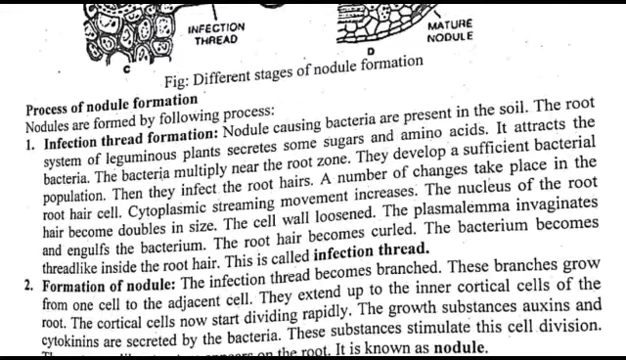 INFECTION
THREAD
MATURE
NODULE
C
D
Fig: Different stages of nodule formation
Process of nodule formation
Nodules are formed by following process:
1. Infection thread formation: Nodule causing bacteria are present in the soil. The root
system of leguminous plants secretes some sugars and amino acids. It attracts the
bacteria. The bacteria multiply near the root zone. They develop a sufficient bacterial
population. Then they infect the root hairs. A number of changes take place in the
root hair cell. Cytoplasmic streaming movement increases. The nucleus of the root
hair become doubles in size. The cell wall loosened. The plasmalemma invaginates
and engulfs the bacterium. The root hair becomes curled. The bacterium becomes
threadlike inside the root hair. This is called infection thread.
2. Formation of nodule: The infection thread becomes branched. These branches grow
from one cell to the adjacent cell. They extend up to the inner cortical cells of the
root. The cortical cells now start dividing rapidly. The growth substances auxins and
cytokinins are secreted by the bacteria. These substances stimulate this cell division.
on the root. It is known as nodule.